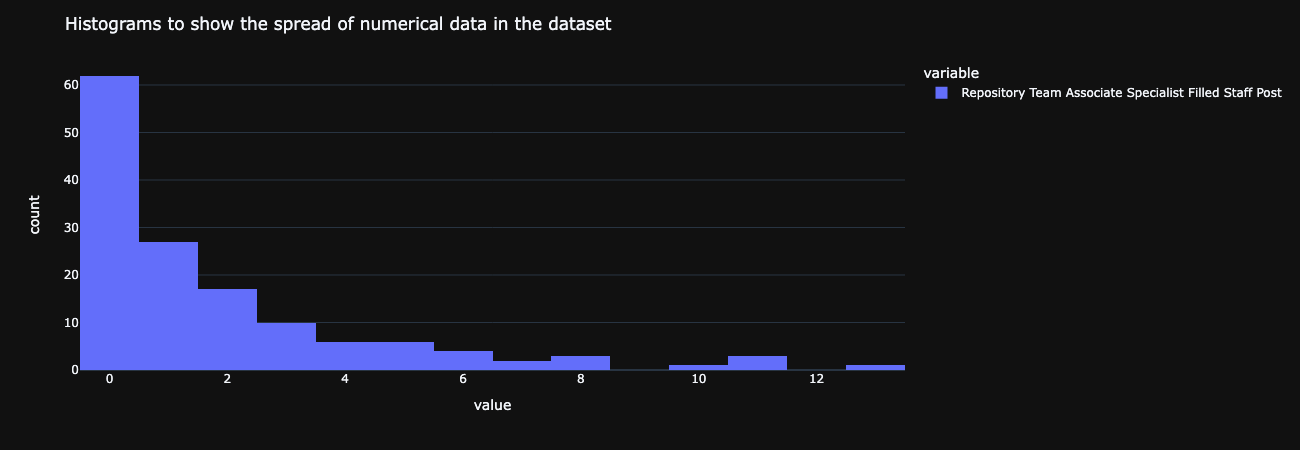 Histograms to show the spread of numerical data in the dataset
variable
Repository Team Associate Specialist Filled Staff Post
60
50
40
30
20
10
0
count
0 2 4 6 8 10 12
value